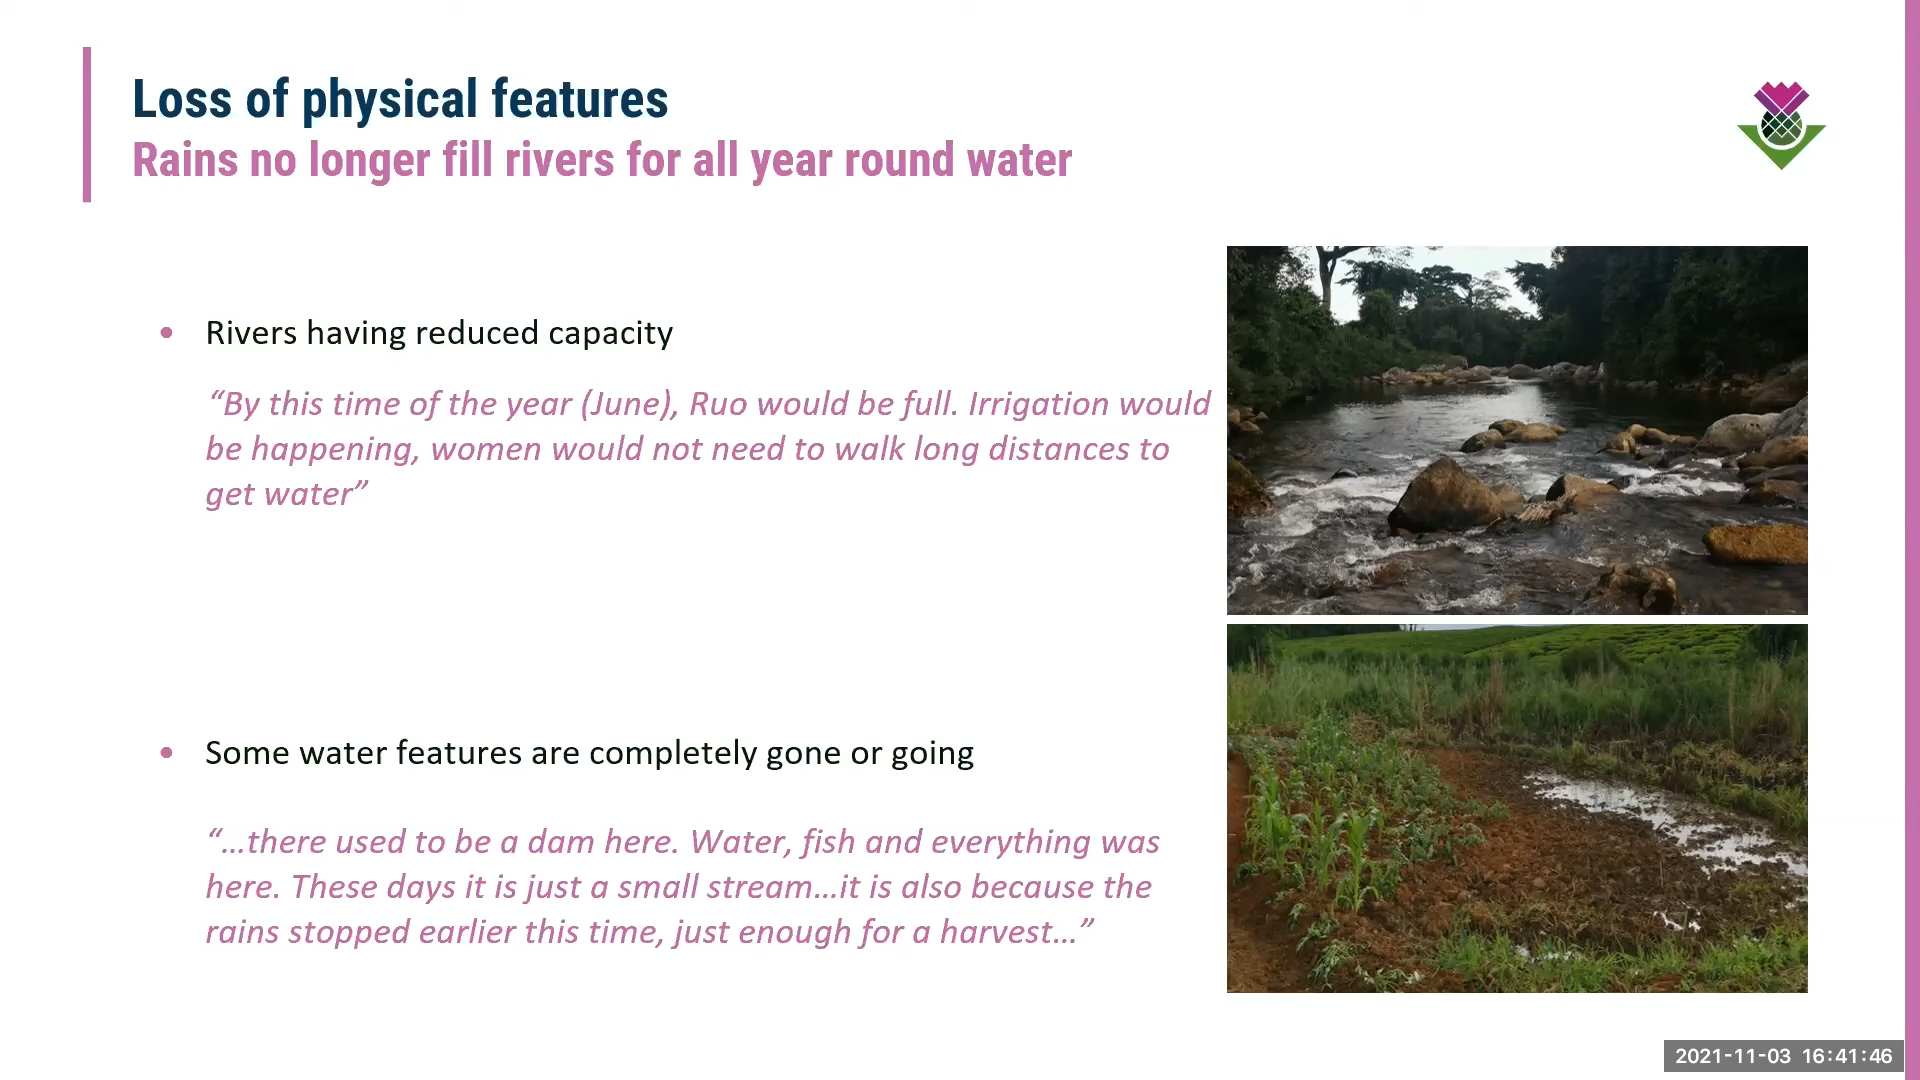 Loss of physical features
Rains no longer fill rivers for all year round water
• Rivers having reduced capacity
“By this time of the year (June), Ruo would be full. Irrigation would
be happening, women would not need to walk long distances to
get water”
• Some water features are completely gone or going
“…there used to be a dam here. Water, fish and everything was
here. These days it is just a small stream…it is also because the
rains stopped earlier this time, just enough for a harvest…”
2021-11-03 16:41:46